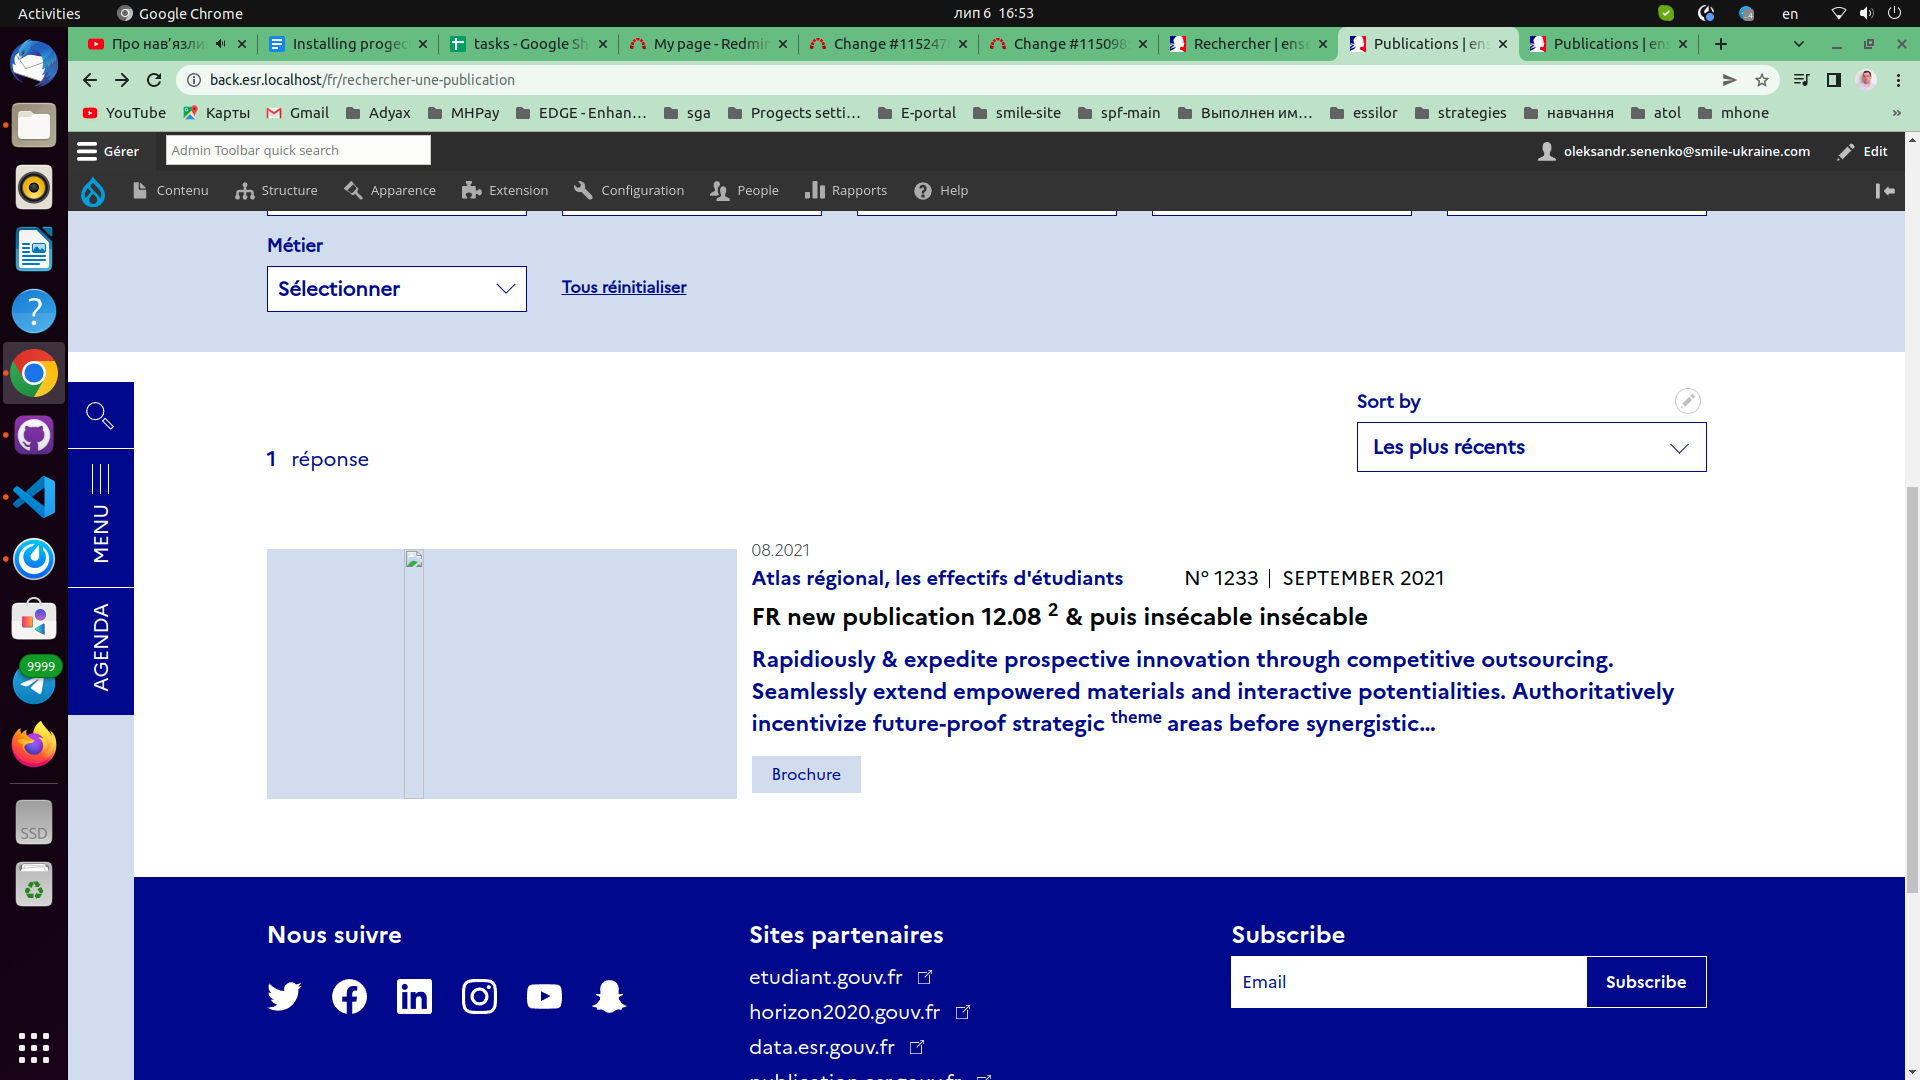 Activities
Google Chrome
лип 6 16:53
en
Про нав'язли
Installing progec
tasks - Google Sh
My page - Redmin
Change #115247
Change #115098
Rechercher | ens
Publications | ens
Publications | ens
back.esr.localhost/fr/rechercher-une-publication
YouTube
Карты
Gmail
Adyax
MHPay
EDGE - Enhan…
sga
Progects setti…
E-portal
smile-site
spf-main
Выполнен им…
essilor
strategies
навчання
atol
mhone
»
Gérer
Admin Toolbar quick search
oleksandr.senenko@smile-ukraine.com
Edit
Contenu
Structure
Apparence
Extension
Configuration
People
Rapports
Help
Métier
Sélectionner
Tous réinitialiser
MENU
AGENDA
Sort by
Les plus récents
1 réponse
08.2021
Atlas régional, les effectifs d'étudiants
N° 1233 | SEPTEMBER 2021
FR new publication 12.08 2 & puis insécable insécable
Rapidiously & expedite prospective innovation through competitive outsourcing.
Seamlessly extend empowered materials and interactive potentialities. Authoritatively
incentivize future-proof strategic theme areas before synergistic...
Brochure
9999
SSD
Nous suivre
Sites partenaires
etudiant.gouv.fr
horizon2020.gouv.fr
data.esr.gouv.fr
Subscribe
Email
Subscribe